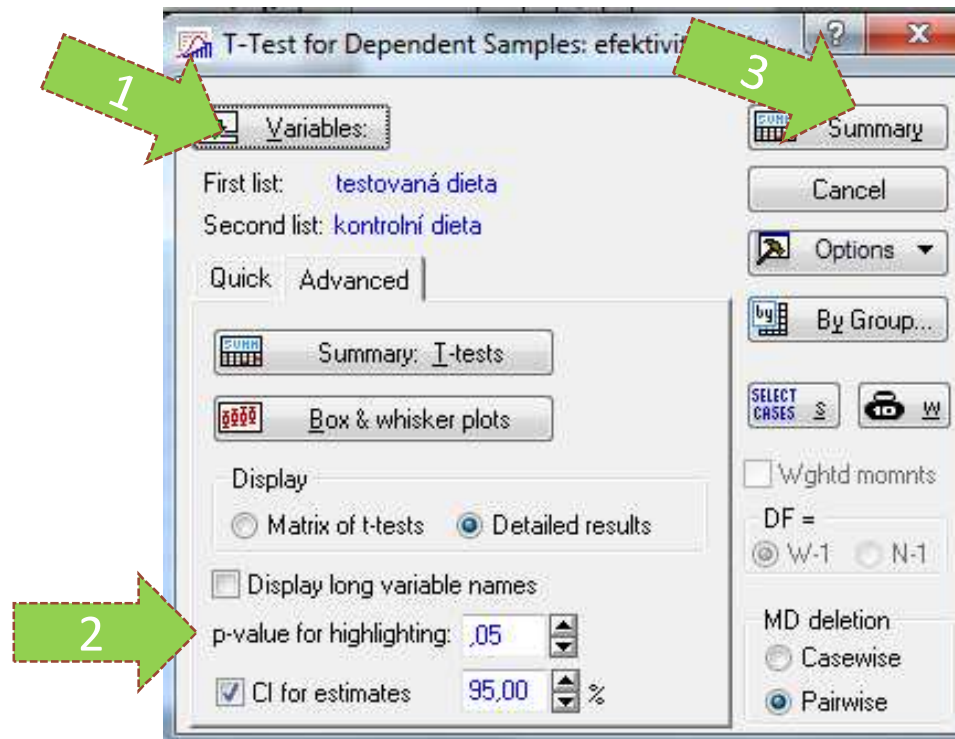 T-Test for Dependent Samples:
1
3
Variables:
Summary
First list: testovaná dieta
Cancel
Second list: kontrolní dieta
Options
Quick
Advanced
By Group...
Summary: T-tests
SELECT CASES S
W
Box & whisker plots
Wghtd momnts
Display
DF =
Matrix of t-tests
Detailed results
W-1
N-1
Display long variable names
MD deletion
2
p-value for highlighting: ,05
Casewise
CI for estimates 95,00 %
Pairwise